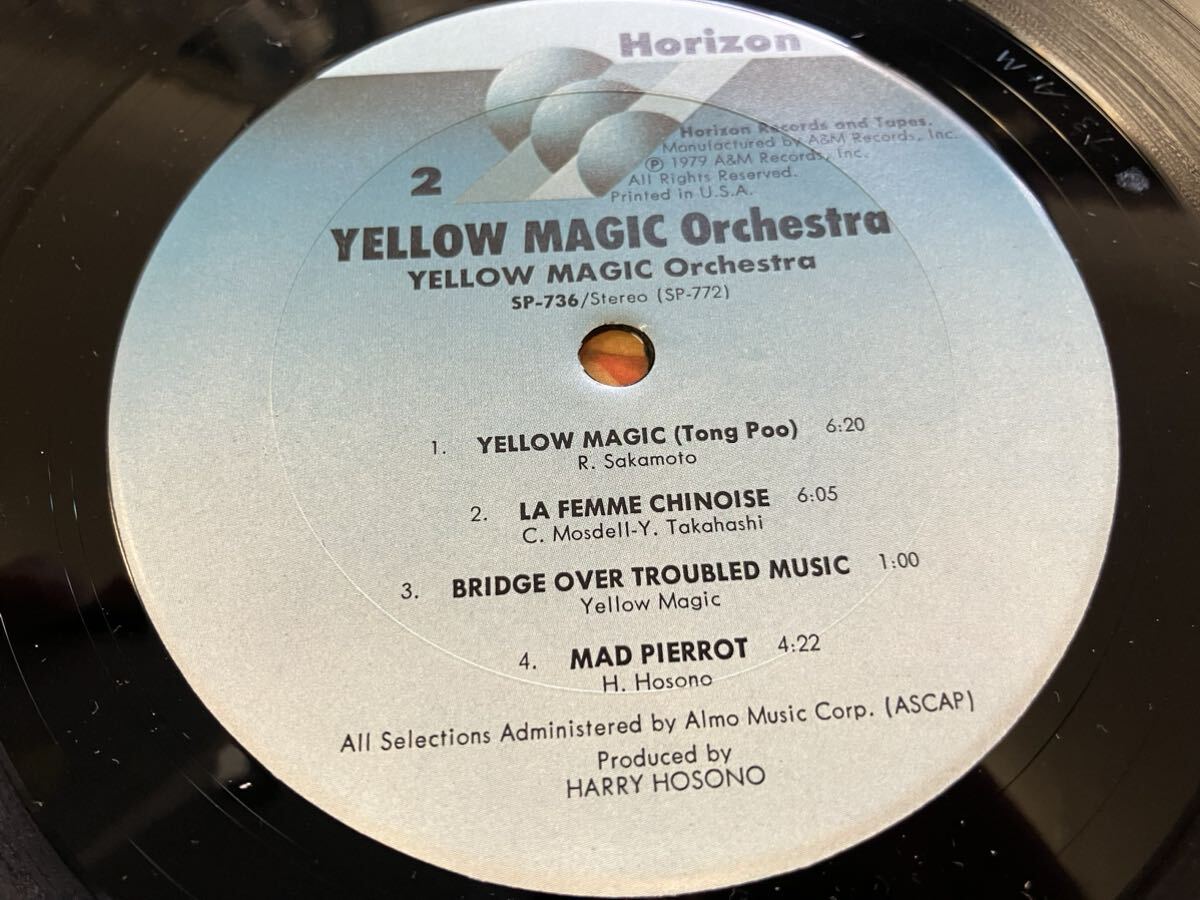 Horizon
Horizon Records and Tapes.
Manufactured by A&M Records, Inc.
℗ 1979 A&M Records, Inc.
All Rights Reserved.
Printed in U.S.A.
2
YELLOW MAGIC Orchestra
YELLOW MAGIC Orchestra
SP-736/Stereo (SP-772)
1. YELLOW MAGIC (Tong Poo) 6:20
R. Sakamoto
2. LA FEMME CHINOISE 6:05
C. Mosdell-Y. Takahashi
3. BRIDGE OVER TROUBLED MUSIC 1:00
Yellow Magic
4. MAD PIERROT 4:22
H. Hosono
All Selections Administered by Almo Music Corp. (ASCAP)
Produced by
HARRY HOSONO